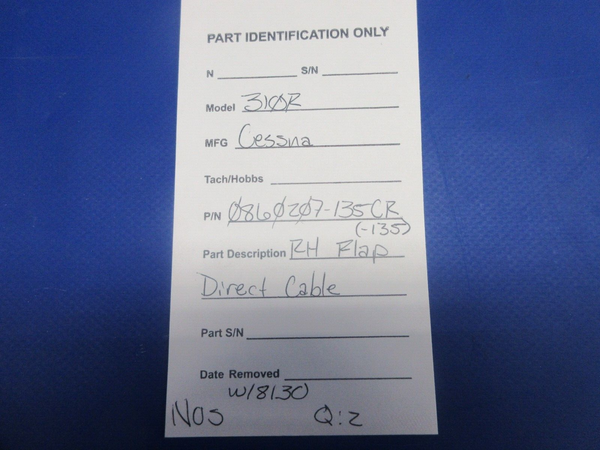 PART IDENTIFICATION ONLY
N S/N
Model 310R
MFG Cessna
Tach/Hobbs
P/N 0860207-135CR
(-135)
Part Description RH Flap
Direct Cable
Part S/N
Date Removed
W/8130
NOS Q:2